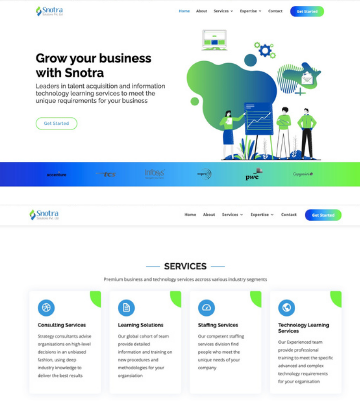 Snotra
Home About Services Expertise Contact Get Started
Grow your business
with Snotra
Leaders in talent acquisition and information
technology learning services to meet the
unique requirements for your business
Get Started
accenture TCS Infosys wipro pwc Capgemini
Snotra
Home About Services Expertise Contact Get Started
SERVICES
Premium business and technology services accross various industry segments
Consulting Services
Strategy consultants advise
organisations on high-level
decisions in an unbiased
fashion, using deep
industry knowledge to
deliver the best results
Learning Solutions
Our global cohort of team
provide detailed
information and training on
new procedures and
methodologies for your
organisation
Staffing Services
Our competent staffing
services division find
people who meet the
unique needs of your
company
Technology Learning
Services
Our Experienced team
provide professional
training to meet the specific
advanced and complex
technology requirements
for your organisation